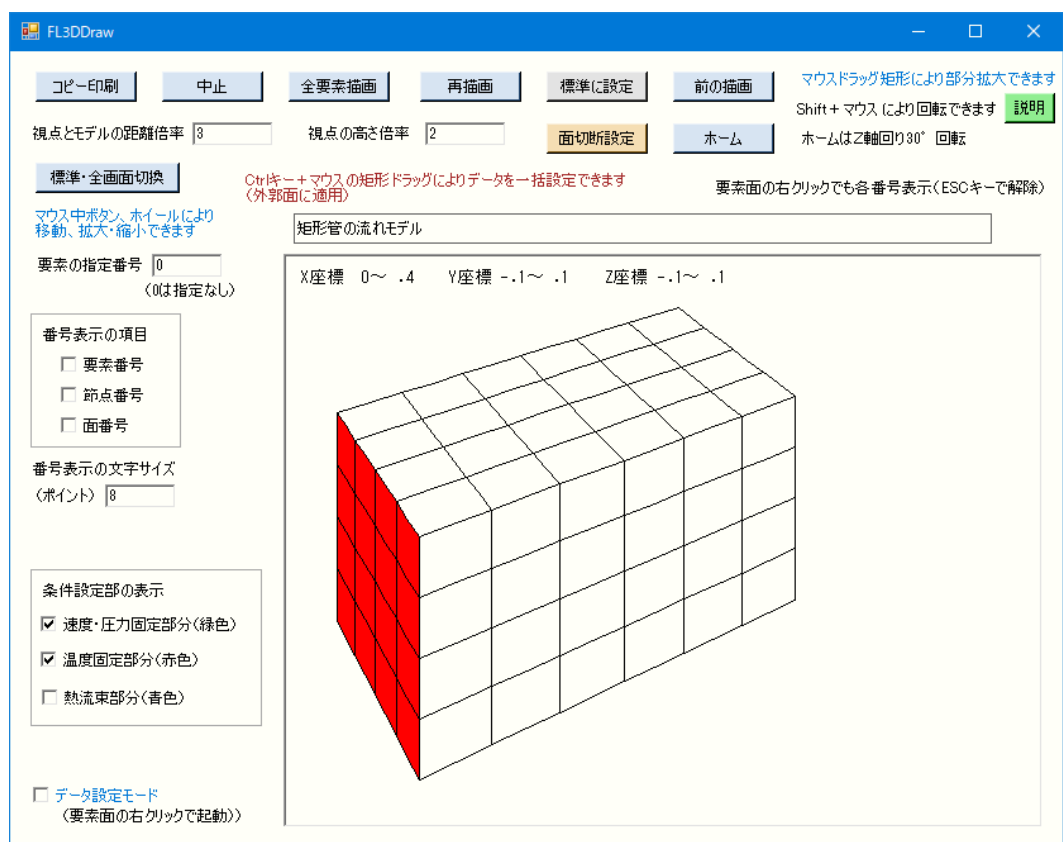 FL3DDraw
コピー印刷
中止
全要素描画
再描画
標準に設定
前の描画
マウスドラッグ矩形により部分拡大できます
Shift+マウスにより回転できます
説明
視点とモデルの距離倍率 3
視点の高さ倍率 2
面切断設定
ホーム
ホームはZ軸回り30° 回転
標準・全画面切換
Ctrlキー+マウスの矩形ドラッグによりデータを一括設定できます
(外郭面に適用)
要素面の右クリックでも各番号表示(ESCキーで解除)
マウス中ボタン、ホイールにより
移動、拡大・縮小できます
矩形管の流れモデル
要素の指定番号 0
(0は指定なし)
X座標 0~ .4 Y座標 -.1~ .1 Z座標 -.1~ .1
番号表示の項目
要素番号
節点番号
面番号
番号表示の文字サイズ
(ポイント) 8
条件設定部の表示
速度・圧力固定部分(緑色)
温度固定部分(赤色)
熱流束部分(青色)
データ設定モード
(要素面の右クリックで起動))